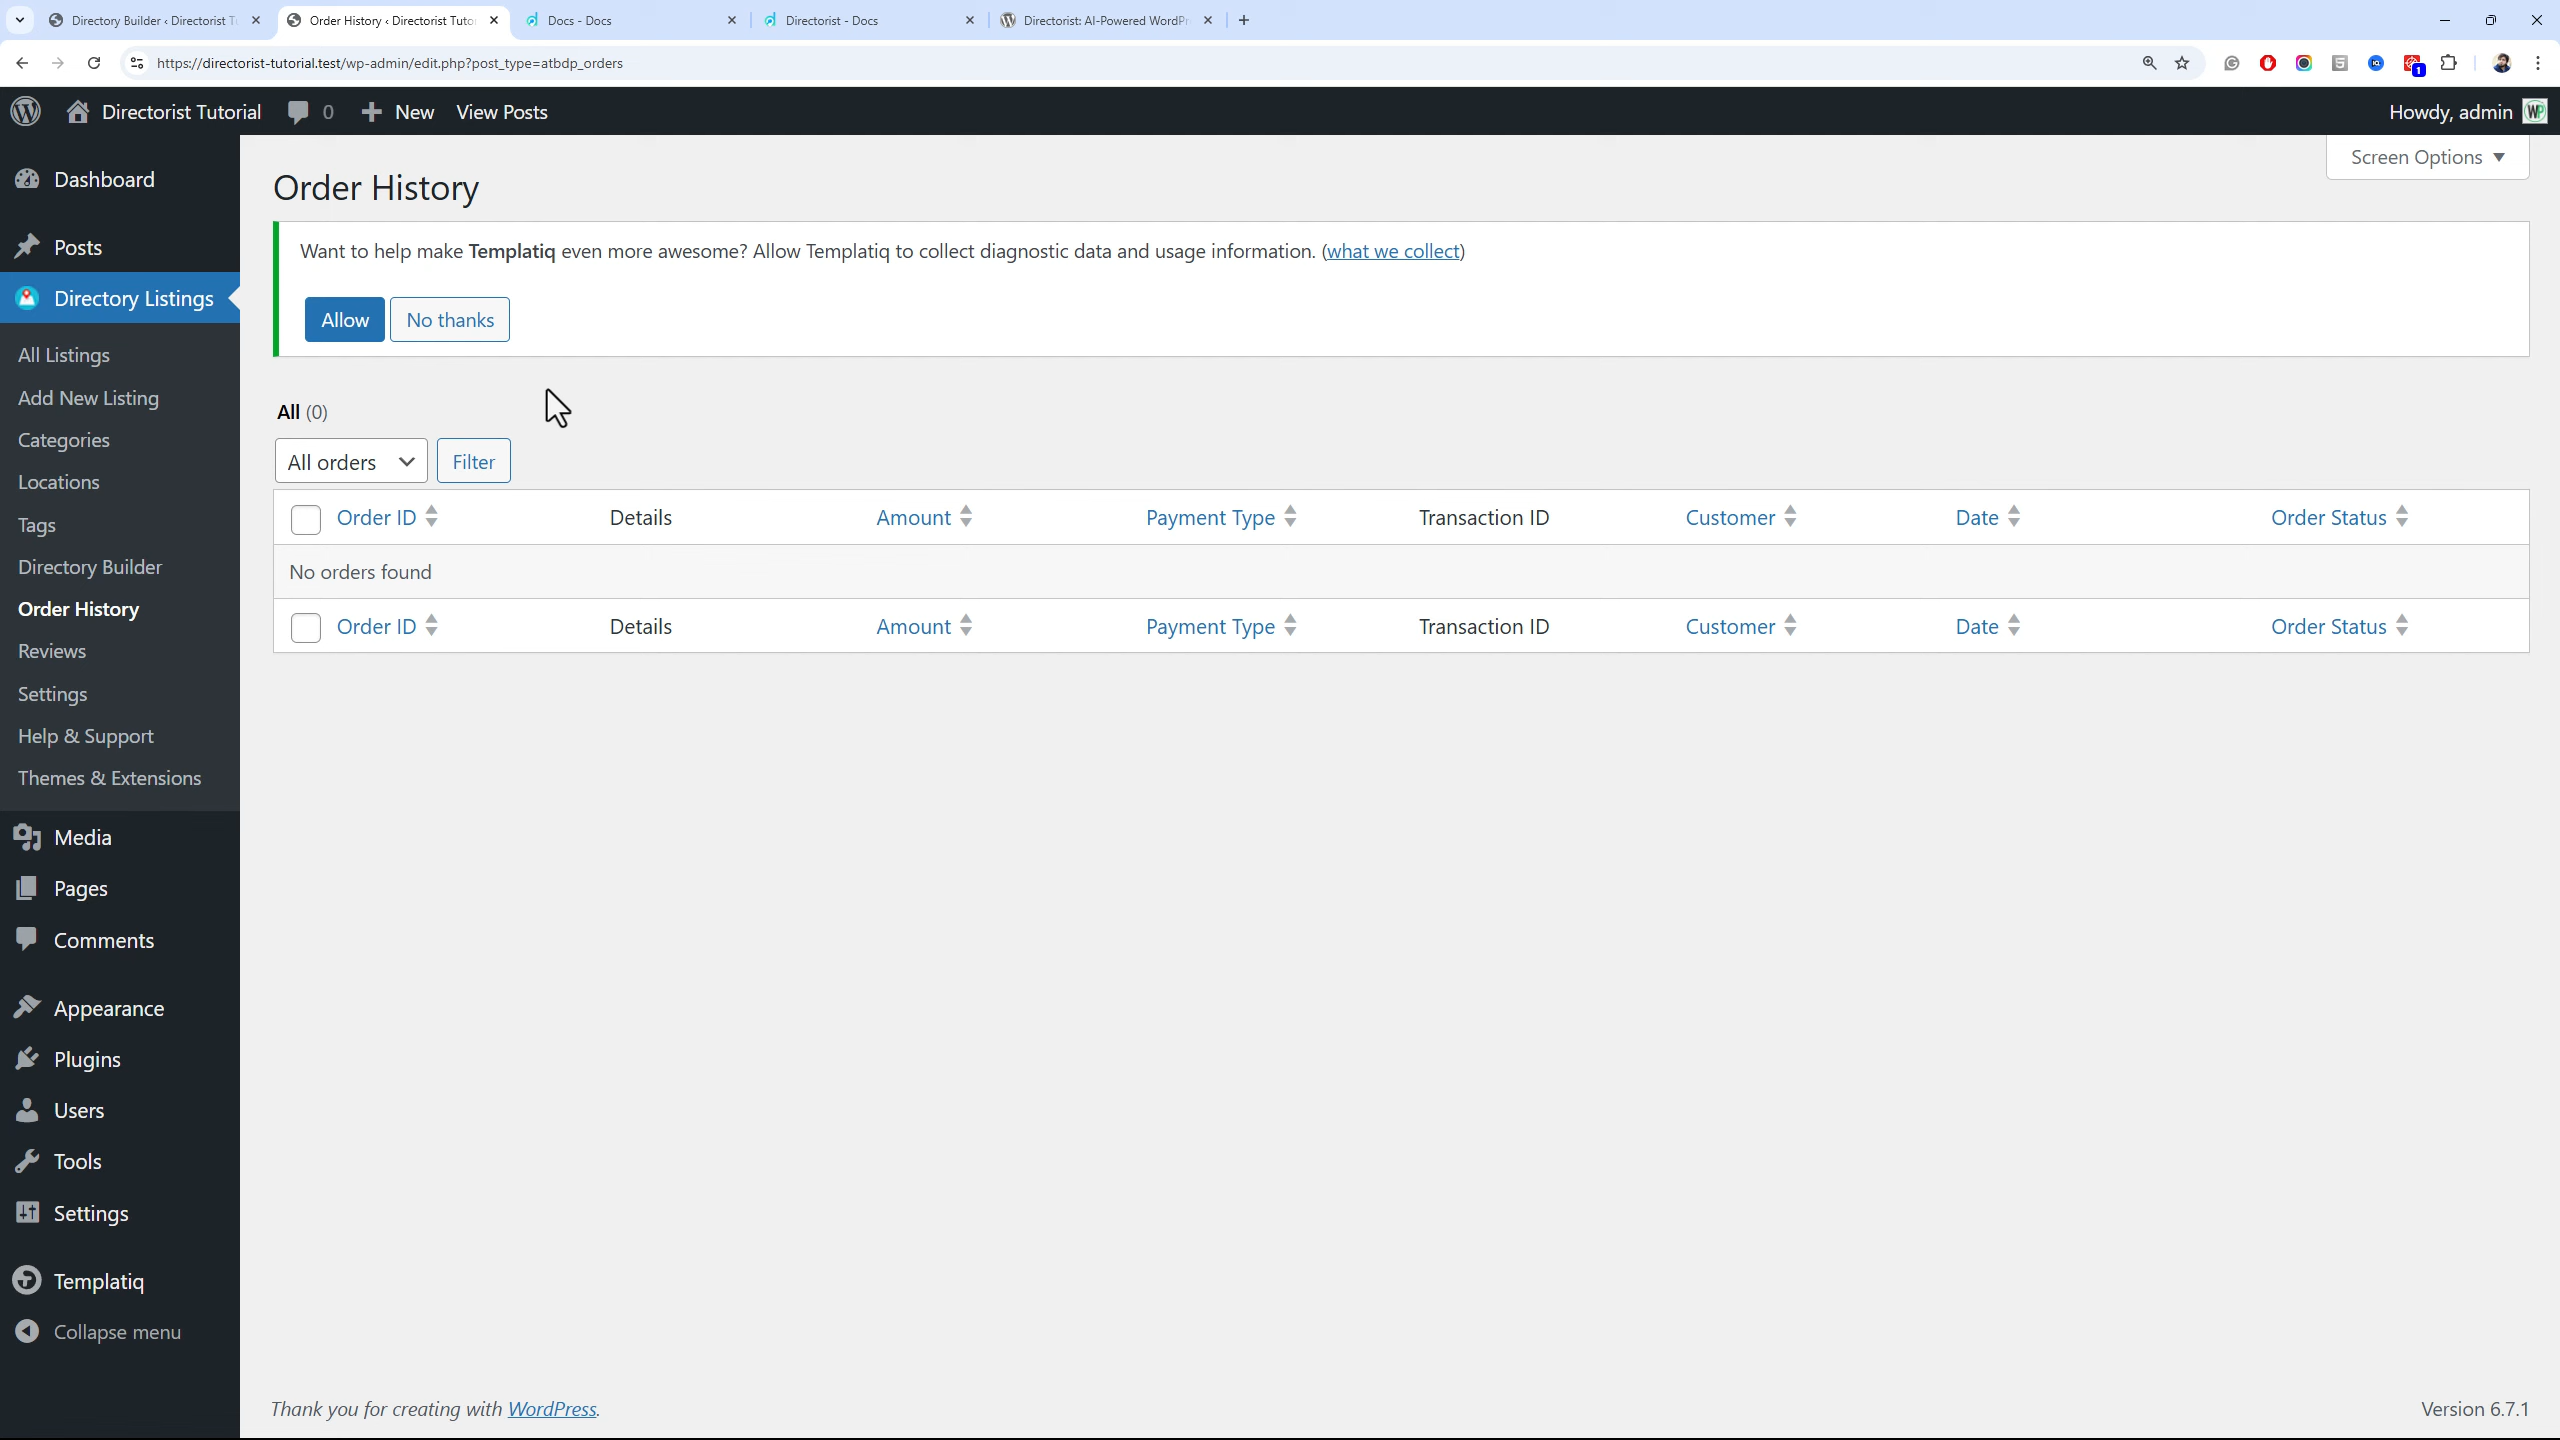 Directory Builder ‹ Directorist T
Order History ‹ Directorist Tutor
Docs - Docs
Directorist - Docs
Directorist: AI-Powered WordPr
https://directorist-tutorial.test/wp-admin/edit.php?post_type=atbdp_orders
1
Directorist Tutorial
0
New
View Posts
Howdy, admin
WP
Screen Options
Dashboard
Posts
Directory Listings
All Listings
Add New Listing
Categories
Locations
Tags
Directory Builder
Order History
Reviews
Settings
Help & Support
Themes & Extensions
Media
Pages
Comments
Appearance
Plugins
Users
Tools
Settings
Templatiq
Collapse menu
Order History
Want to help make Templatiq even more awesome? Allow Templatiq to collect diagnostic data and usage information. (what we collect)
Allow
No thanks
All (0)
All orders
Filter
Order ID Details Amount Payment Type Transaction ID Customer Date Order Status
No orders found
Order ID Details Amount Payment Type Transaction ID Customer Date Order Status
Thank you for creating with WordPress.
Version 6.7.1